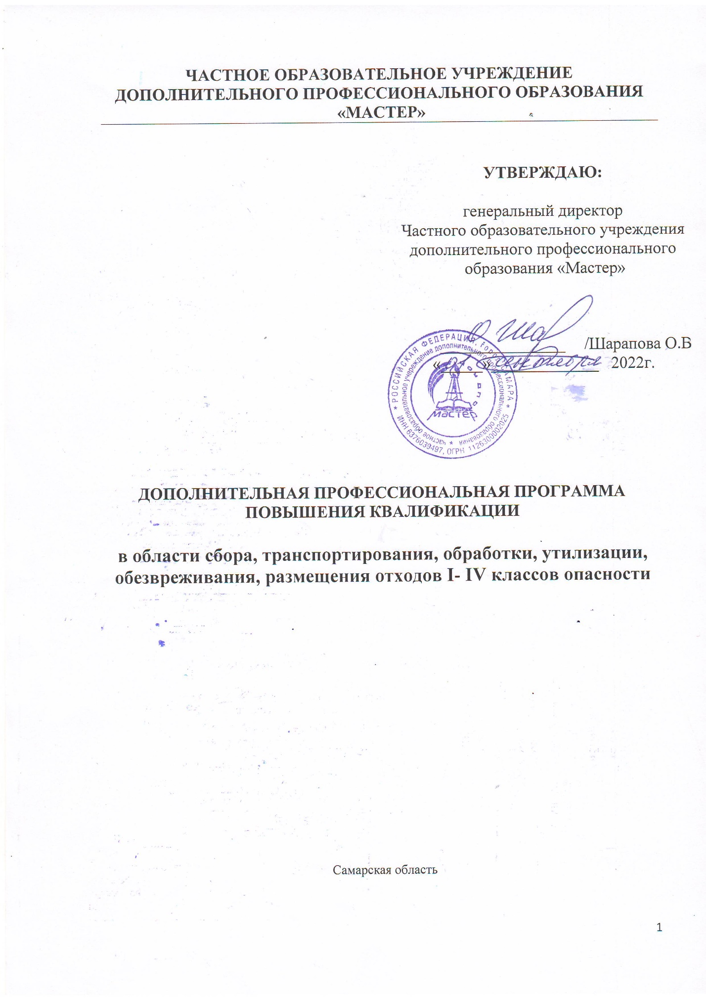 ЧАСТНОЕ ОБРАЗОВАТЕЛЬНОЕ УЧРЕЖДЕНИЕ
ДОПОЛНИТЕЛЬНОГО ПРОФЕССИОНАЛЬНОГО ОБРАЗОВАНИЯ
«МАСТЕР»
УТВЕРЖДАЮ:
генеральный директор
Частного образовательного учреждения
дополнительного профессионального
образования «Мастер»
/Шарапова О.В
« » сентября 2022г.
* РОССИЙСКАЯ ФЕДЕРАЦИЯ, ГОРОД САМАРА *
ИНН 6376039497, ОГРН 1126300002025
* Частное образовательное учреждение дополнительного профессионального образования
ЧОУ ДПО
мастер
ДОПОЛНИТЕЛЬНАЯ ПРОФЕССИОНАЛЬНАЯ ПРОГРАММА
ПОВЫШЕНИЯ КВАЛИФИКАЦИИ
в области сбора, транспортирования, обработки, утилизации,
обезвреживания, размещения отходов I- IV классов опасности
Самарская область
1